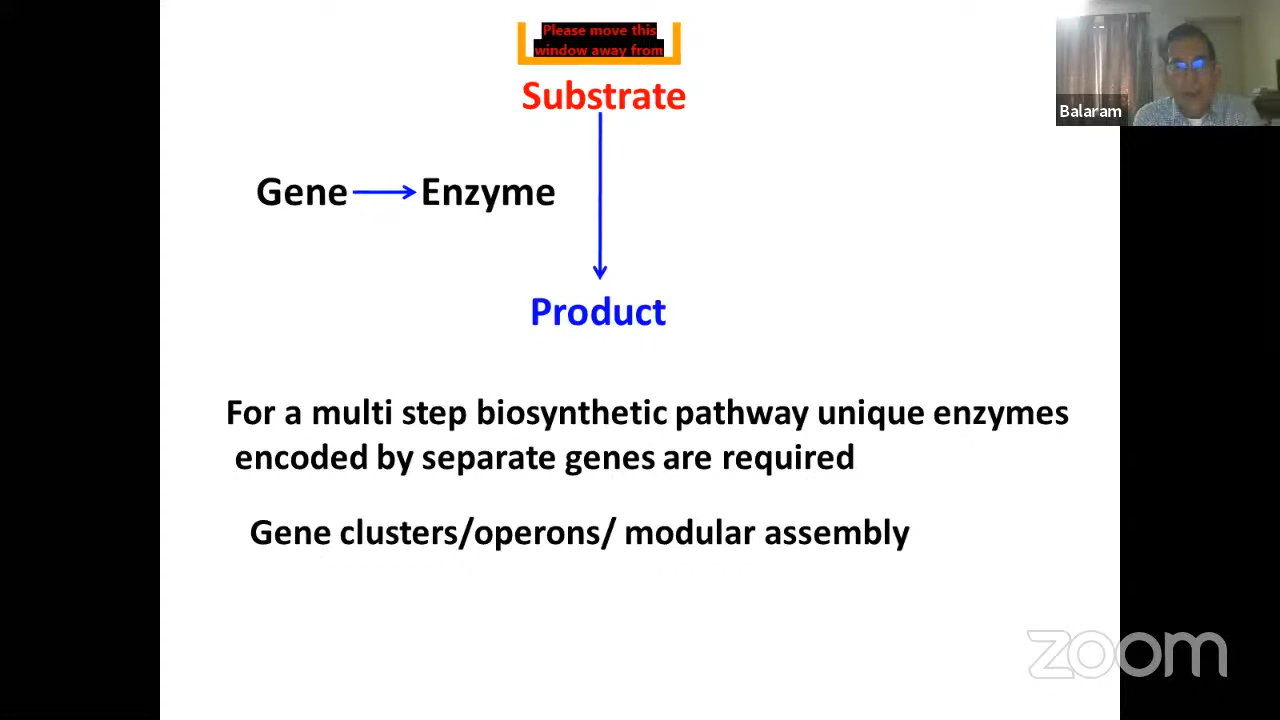 Please move this
window away from
Substrate
Balaram
Gene Enzyme
Product
For a multi step biosynthetic pathway unique enzymes
encoded by separate genes are required
Gene clusters/operons/ modular assembly
zoom